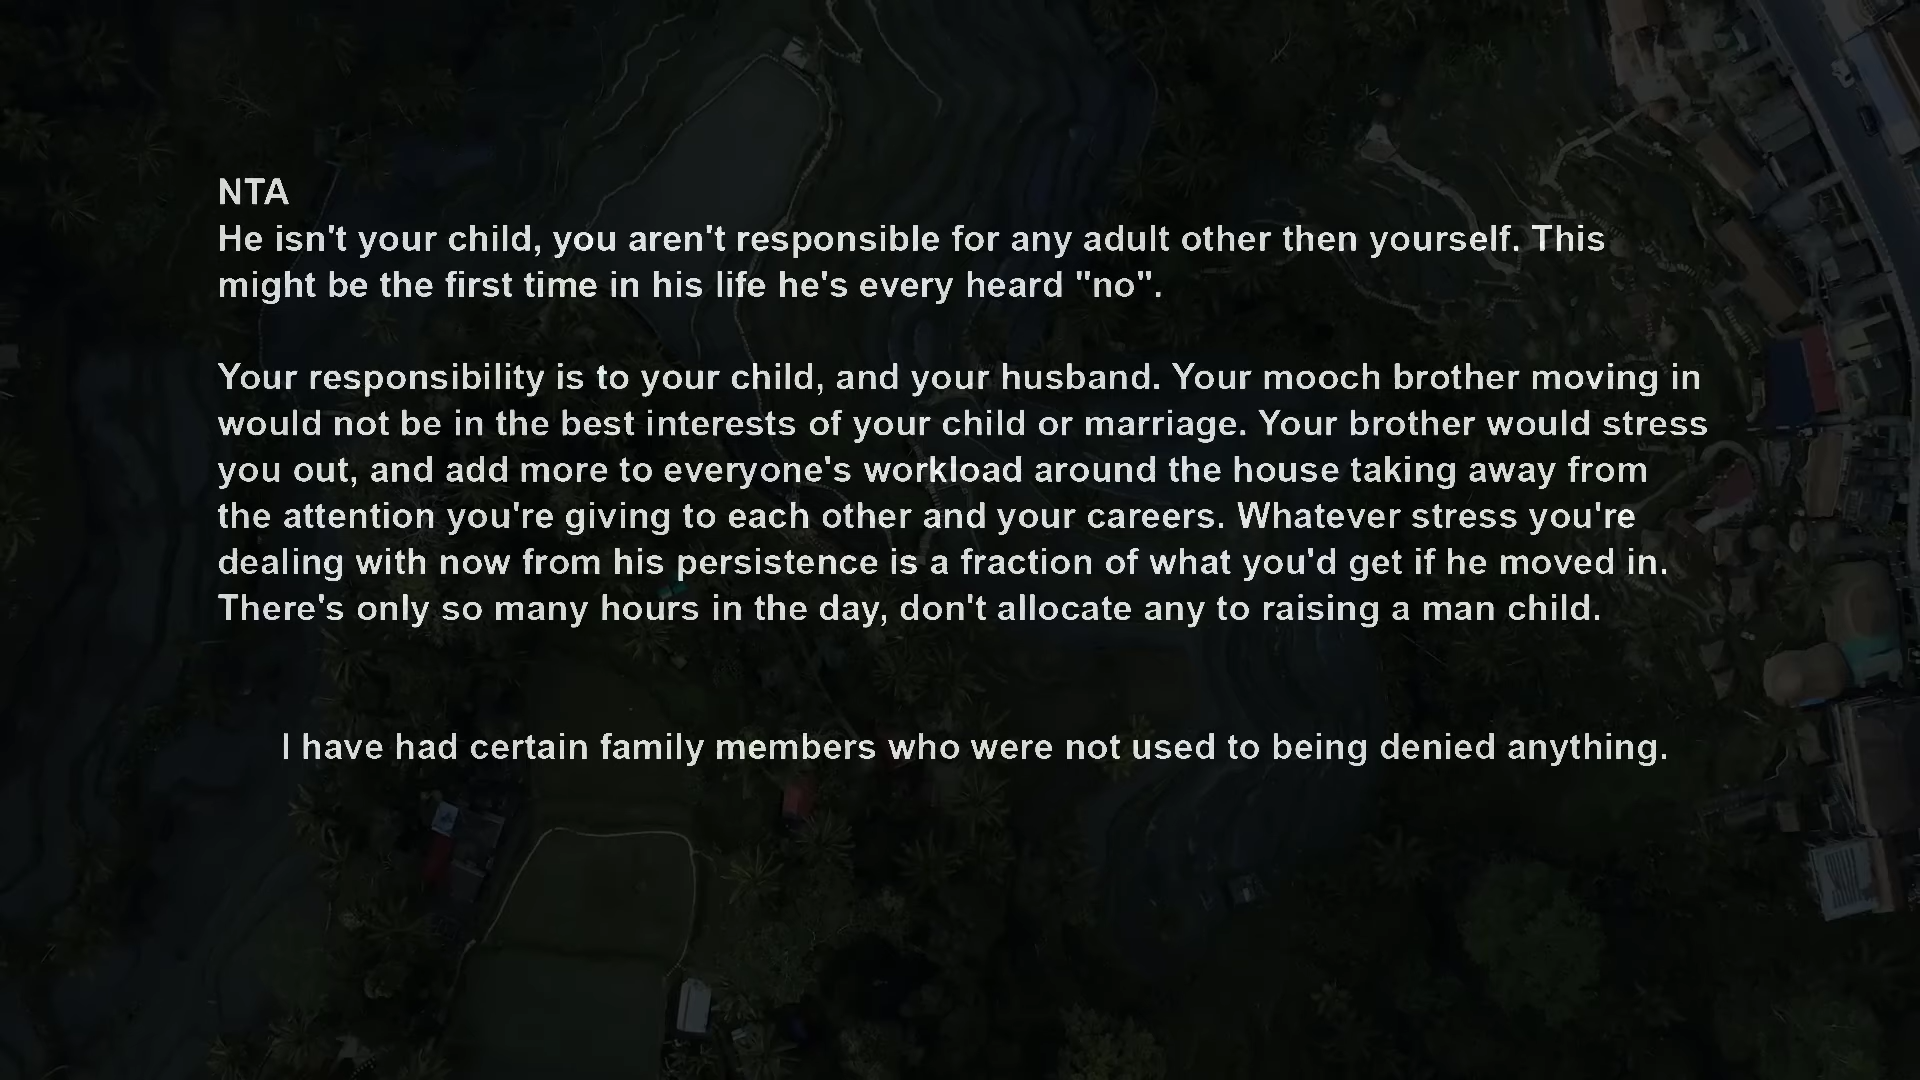 NTA
He isn't your child, you aren't responsible for any adult other then yourself. This
might be the first time in his life he's every heard "no".
Your responsibility is to your child, and your husband. Your mooch brother moving in
would not be in the best interests of your child or marriage. Your brother would stress
you out, and add more to everyone's workload around the house taking away from
the attention you're giving to each other and your careers. Whatever stress you're
dealing with now from his persistence is a fraction of what you'd get if he moved in.
There's only so many hours in the day, don't allocate any to raising a man child.
I have had certain family members who were not used to being denied anything.